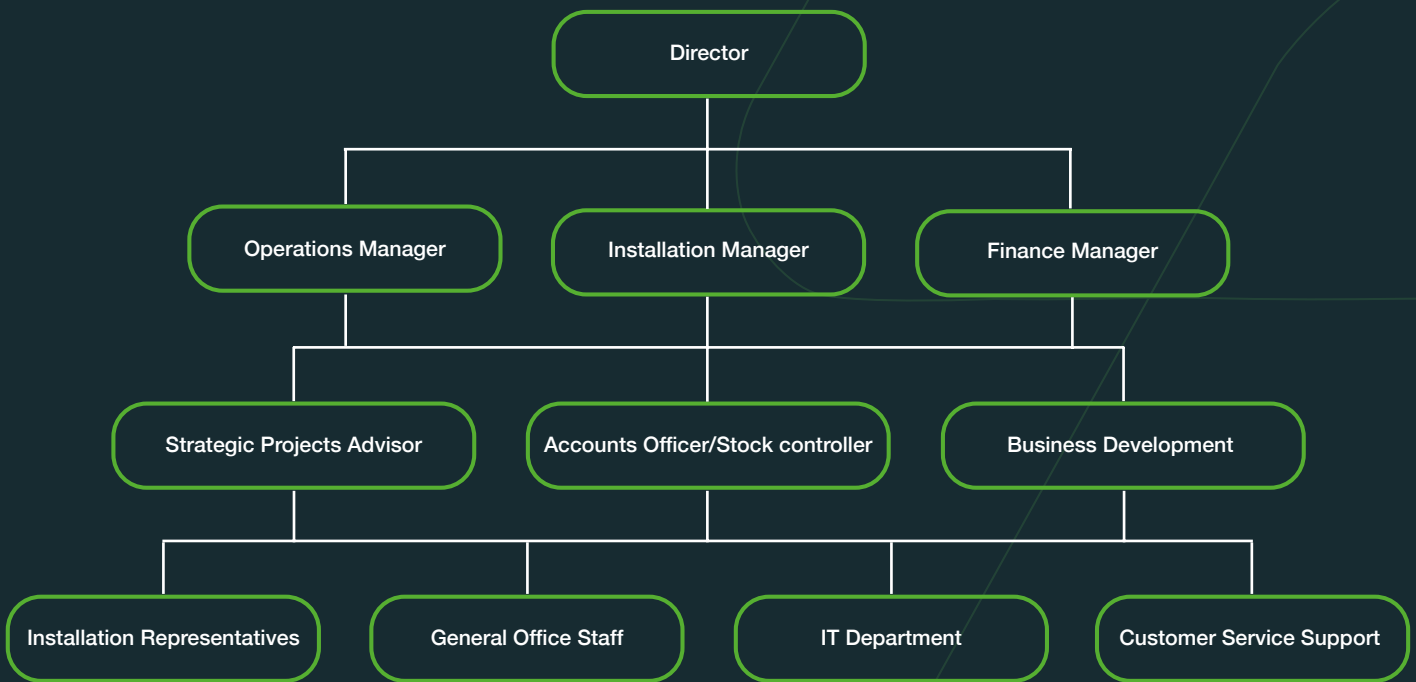 Director
Operations Manager
Installation Manager
Finance Manager
Strategic Projects Advisor
Accounts Officer/Stock controller
Business Development
Installation Representatives
General Office Staff
IT Department
Customer Service Support